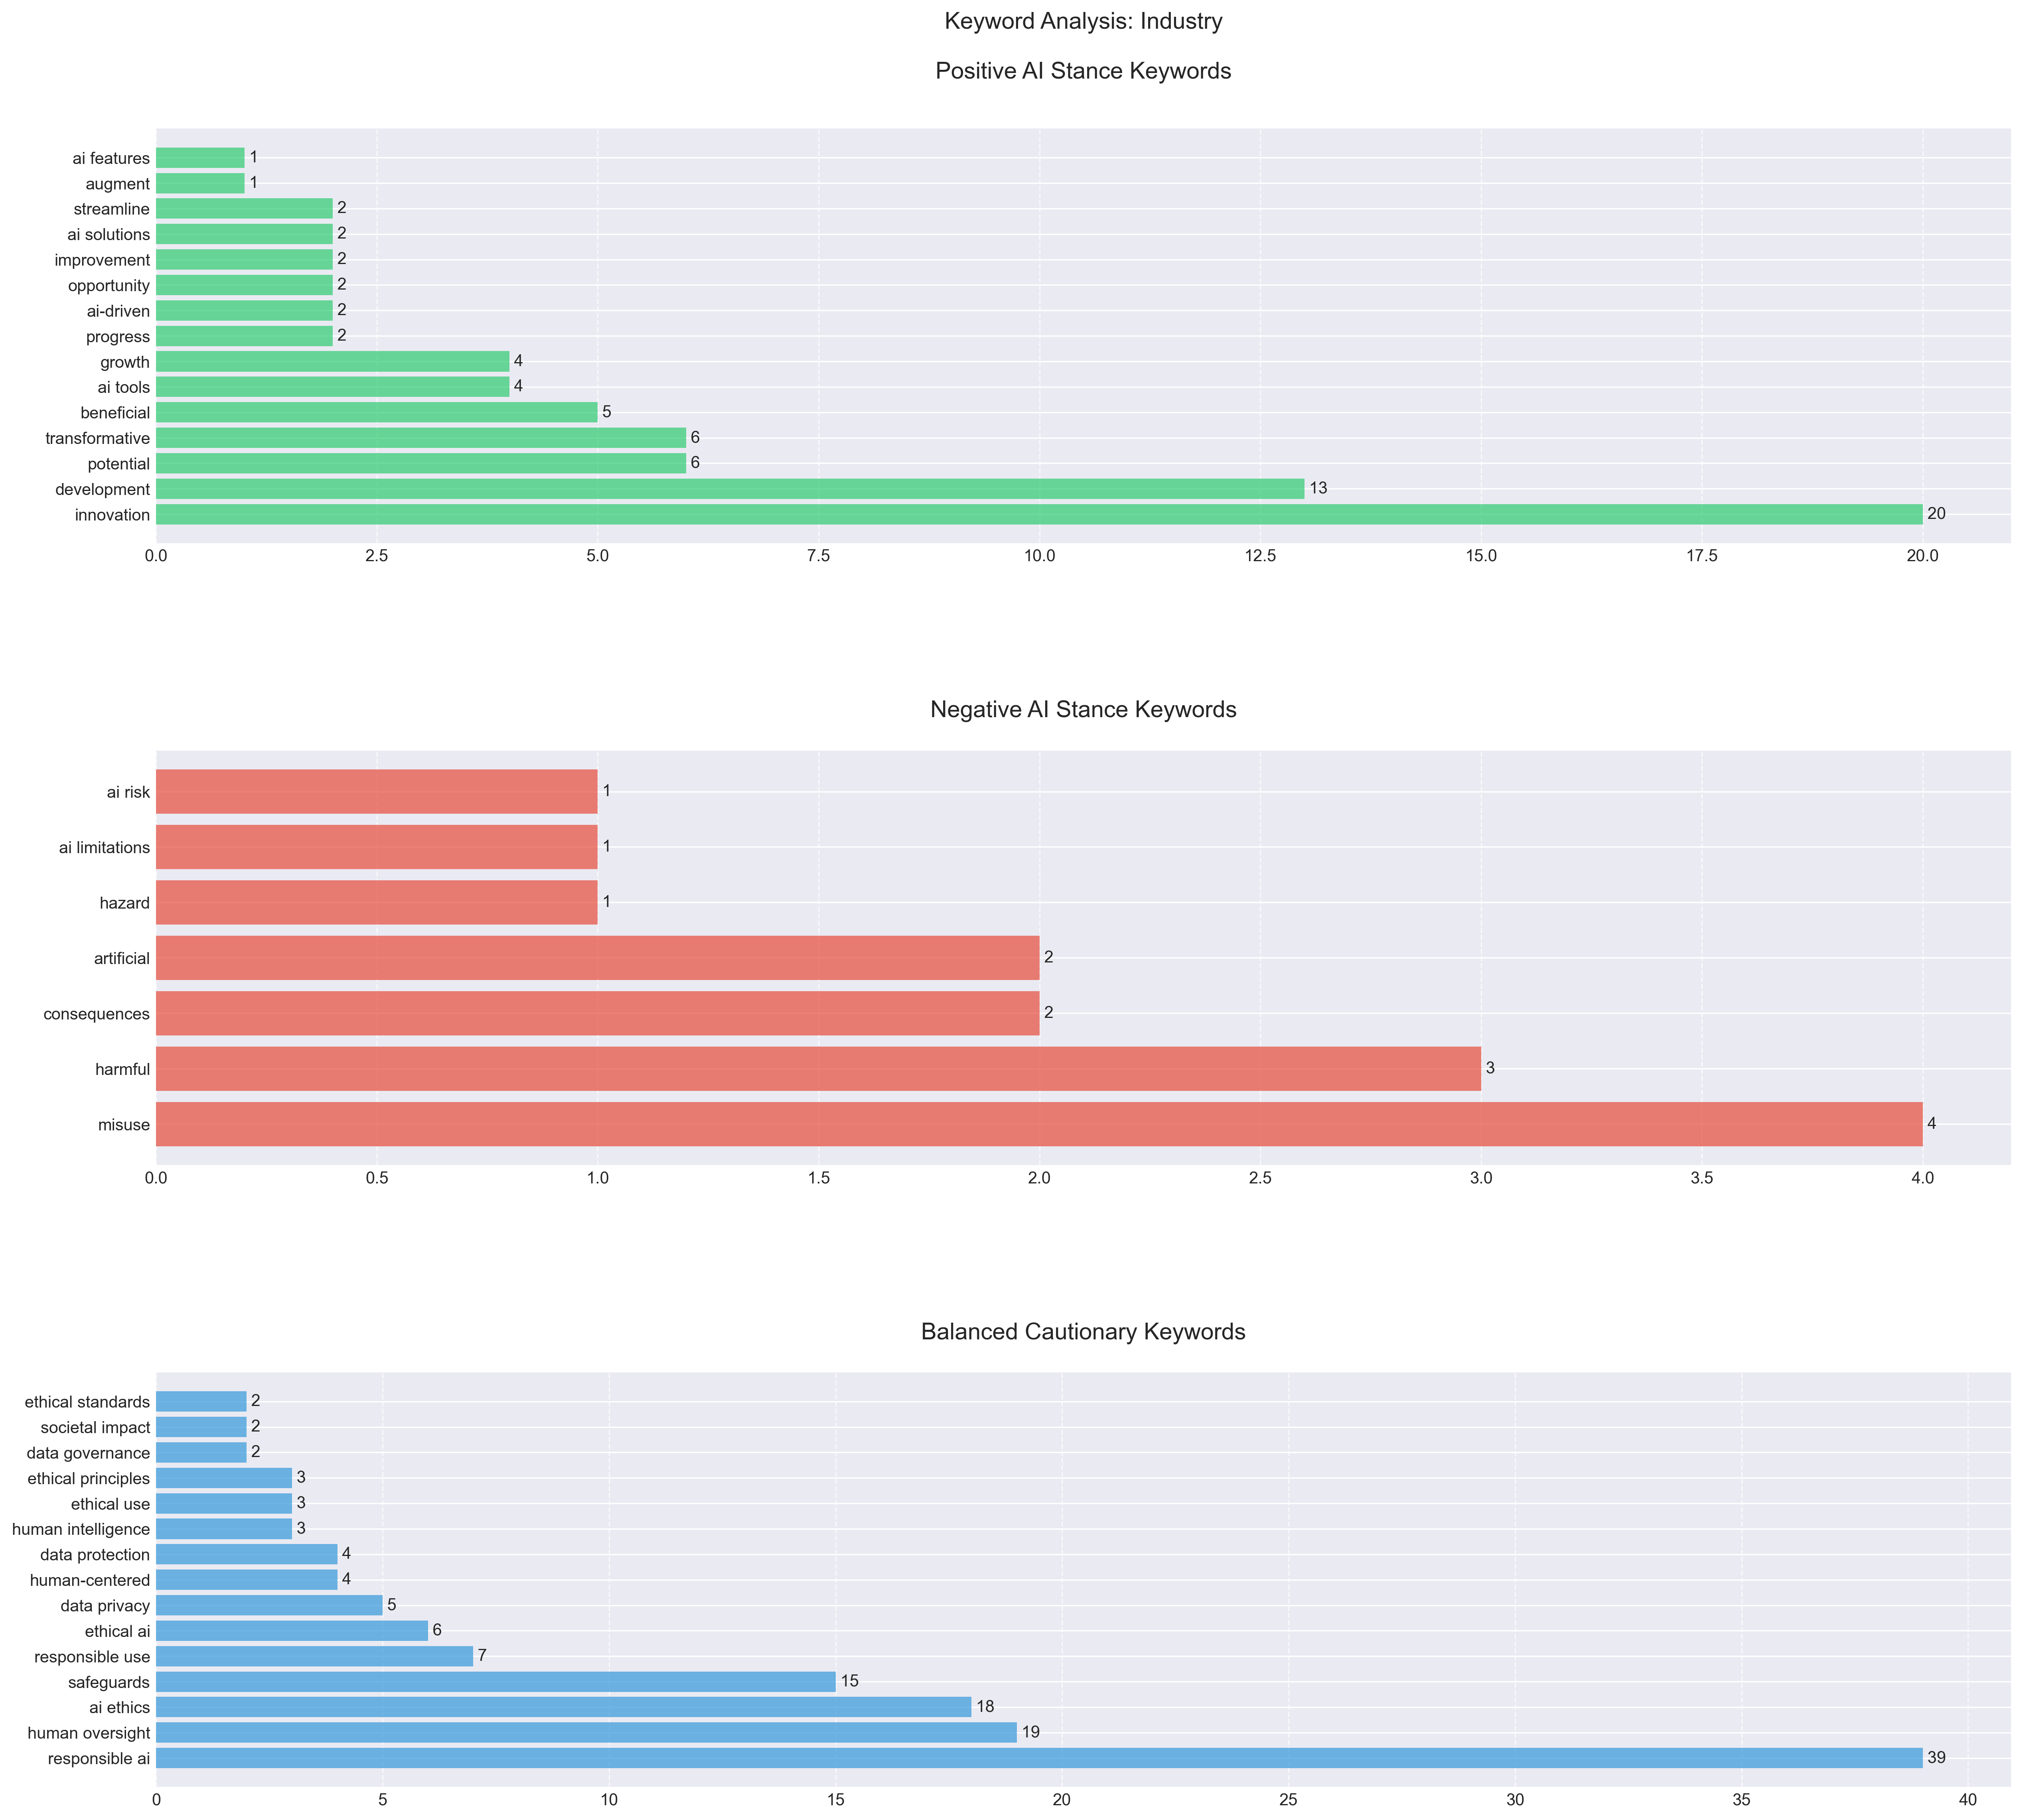 Keyword Analysis: Industry
Positive AI Stance Keywords
ai features 1
augment 1
streamline 2
ai solutions 2
improvement 2
opportunity 2
ai-driven 2
progress 2
growth 4
ai tools 4
beneficial 5
transformative 6
potential 6
development 13
innovation 20
0.0 2.5 5.0 7.5 10.0 12.5 15.0 17.5 20.0
Negative AI Stance Keywords
ai risk 1
ai limitations 1
hazard 1
artificial 2
consequences 2
harmful 3
misuse 4
0.0 0.5 1.0 1.5 2.0 2.5 3.0 3.5 4.0
Balanced Cautionary Keywords
ethical standards 2
societal impact 2
data governance 2
ethical principles 3
ethical use 3
human intelligence 3
data protection 4
human-centered 4
data privacy 5
ethical ai 6
responsible use 7
safeguards 15
ai ethics 18
human oversight 19
responsible ai 39
0 5 10 15 20 25 30 35 40